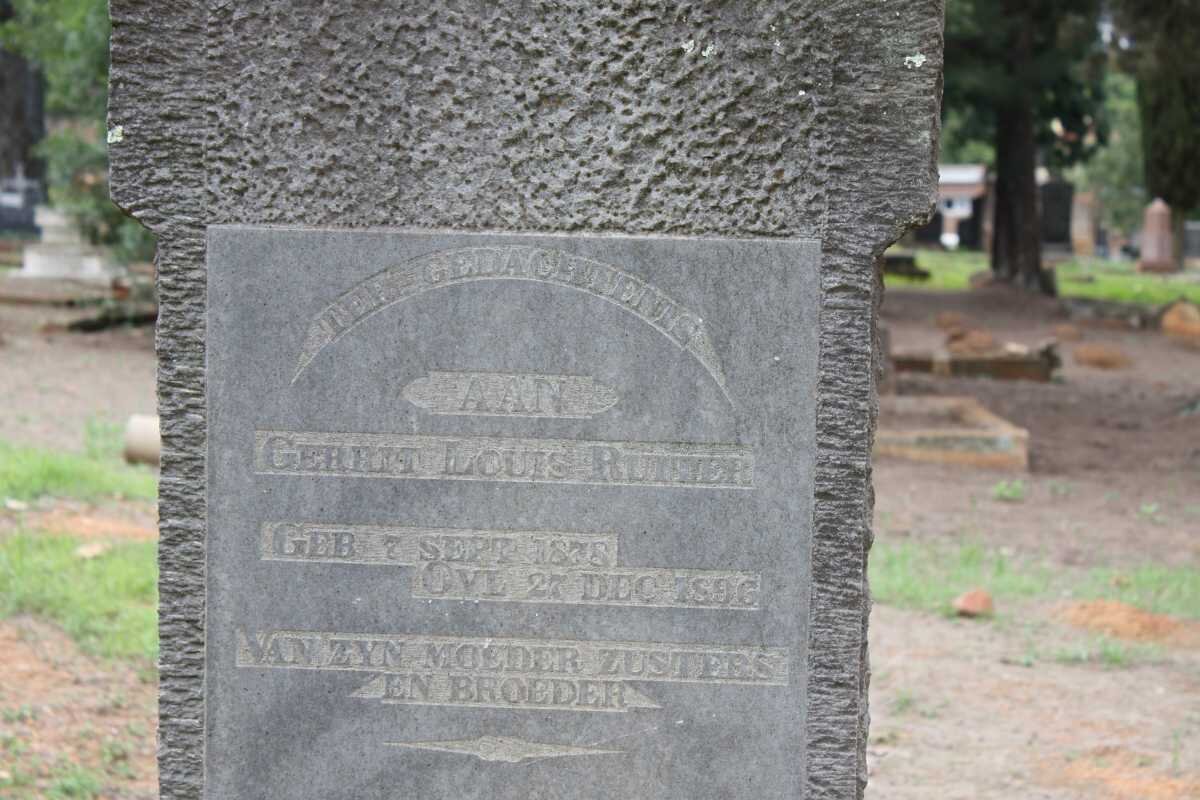 TER GEDACHTENIS
AAN
GERRIT LOUIS RUITER
GEB 7 SEPT 1878
OVL 27 DEC 1896
VAN ZYN MOEDER ZUSTERS
EN BROEDER